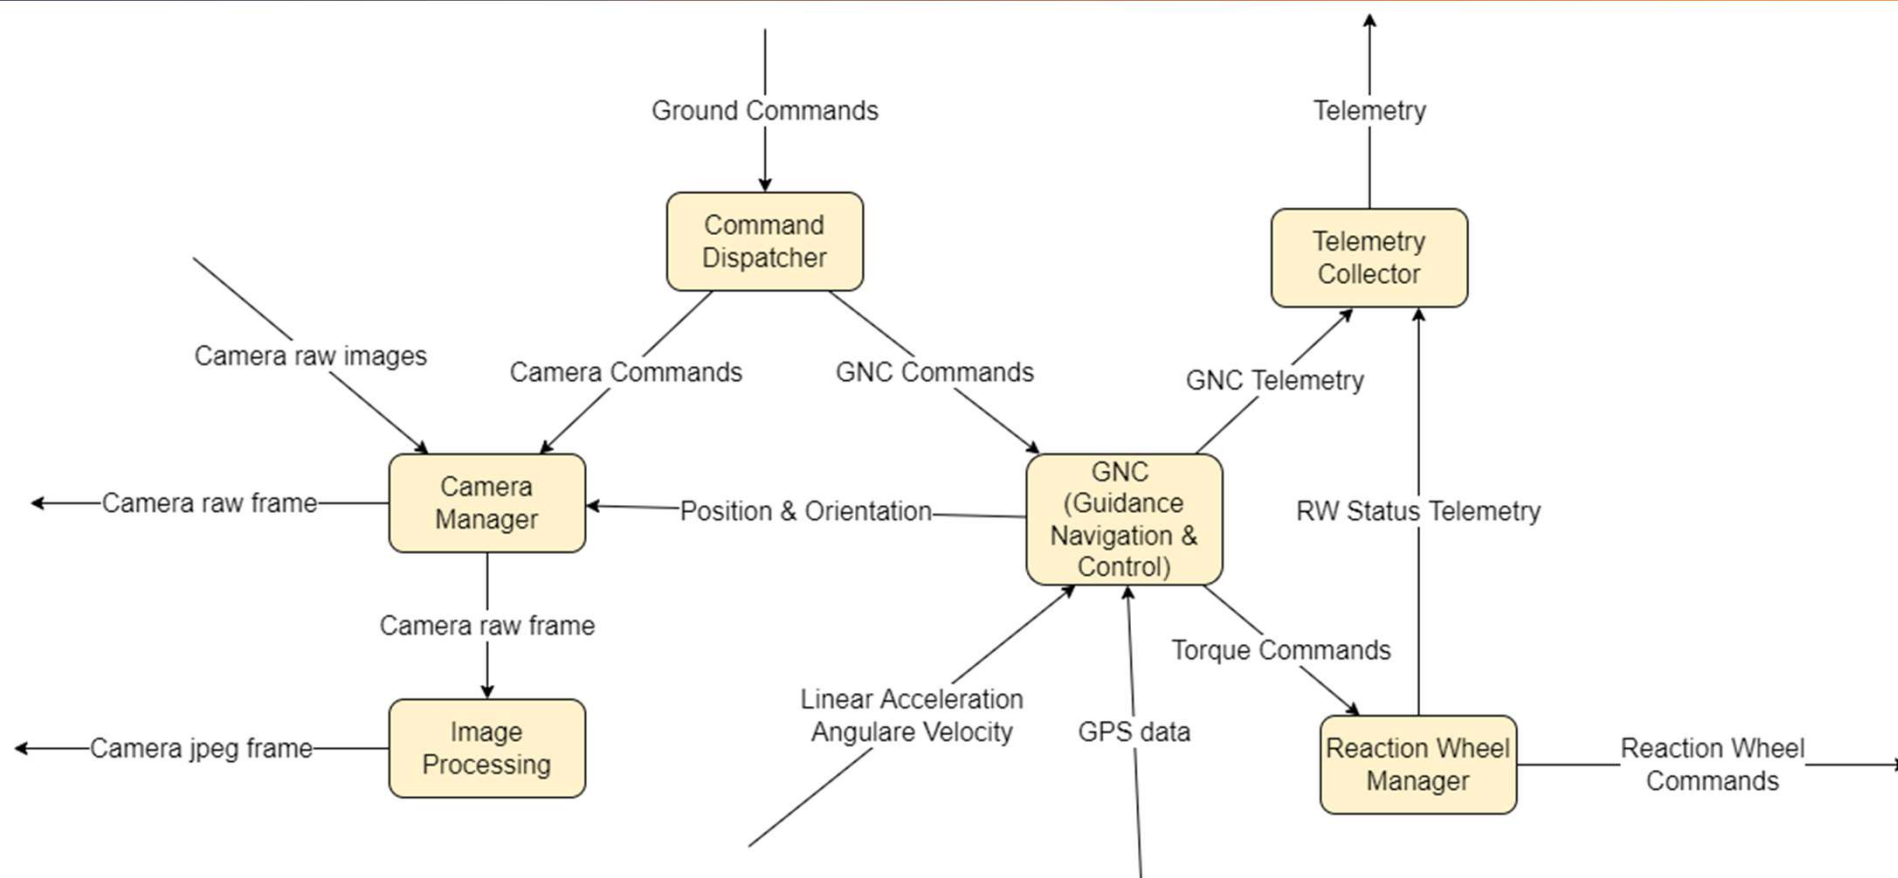 Ground Commands
Telemetry
Command
Dispatcher
Telemetry
Collector
Camera raw images
Camera Commands
GNC Commands
GNC Telemetry
Camera raw frame
Camera
Manager
Position & Orientation
GNC
(Guidance
Navigation &
Control)
RW Status Telemetry
Camera raw frame
Torque Commands
Linear Acceleration
Angulare Velocity
GPS data
Camera jpeg frame
Image
Processing
Reaction Wheel
Manager
Reaction Wheel
Commands